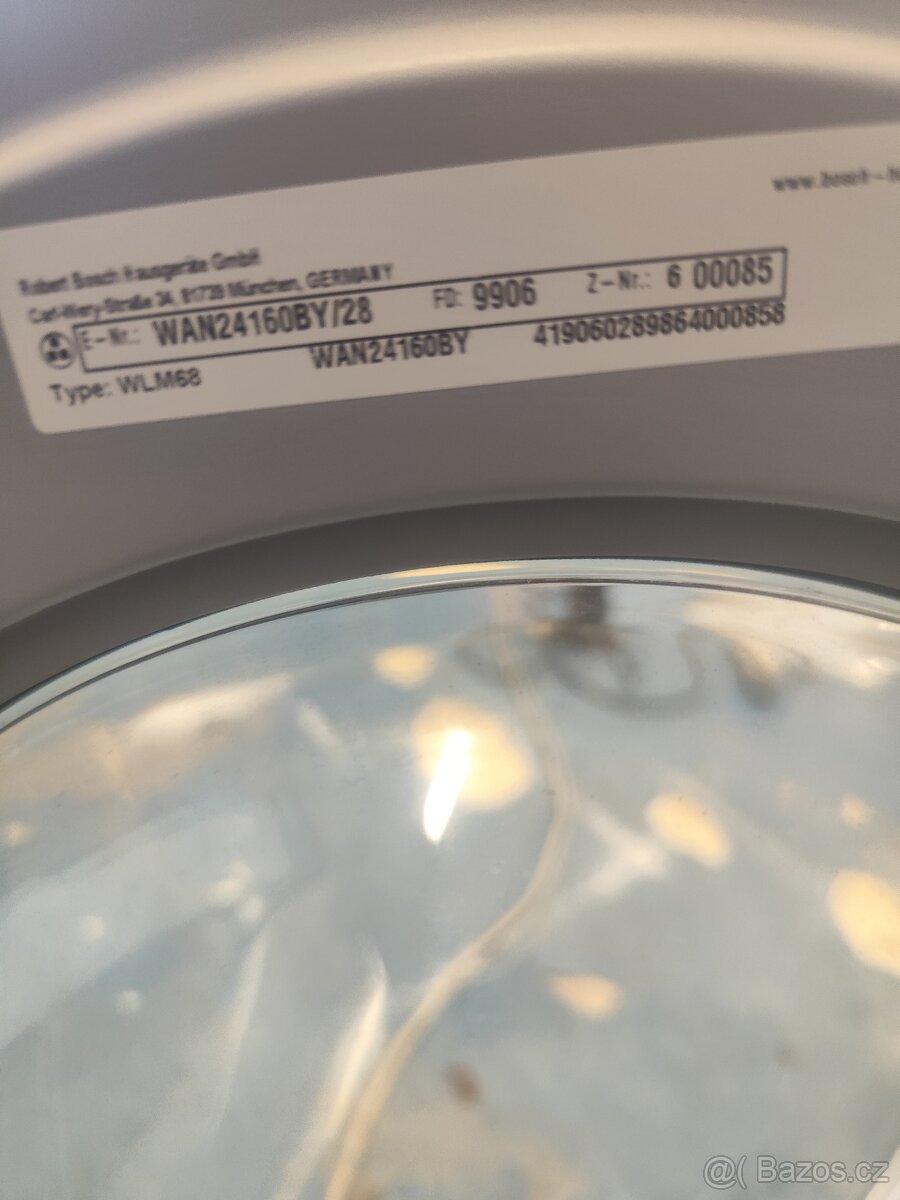 www.bosch-h
Robert Bosch Hausgeräte GmbH
Carl-Wery-Straße 34, 81739 München, GERMANY
E-Nr.: WAN24160BY/28 FD: 9906 Z-Nr.: 6 00085
Type: WLM68 WAN24160BY 419060289864000858
@( Bazos.cz